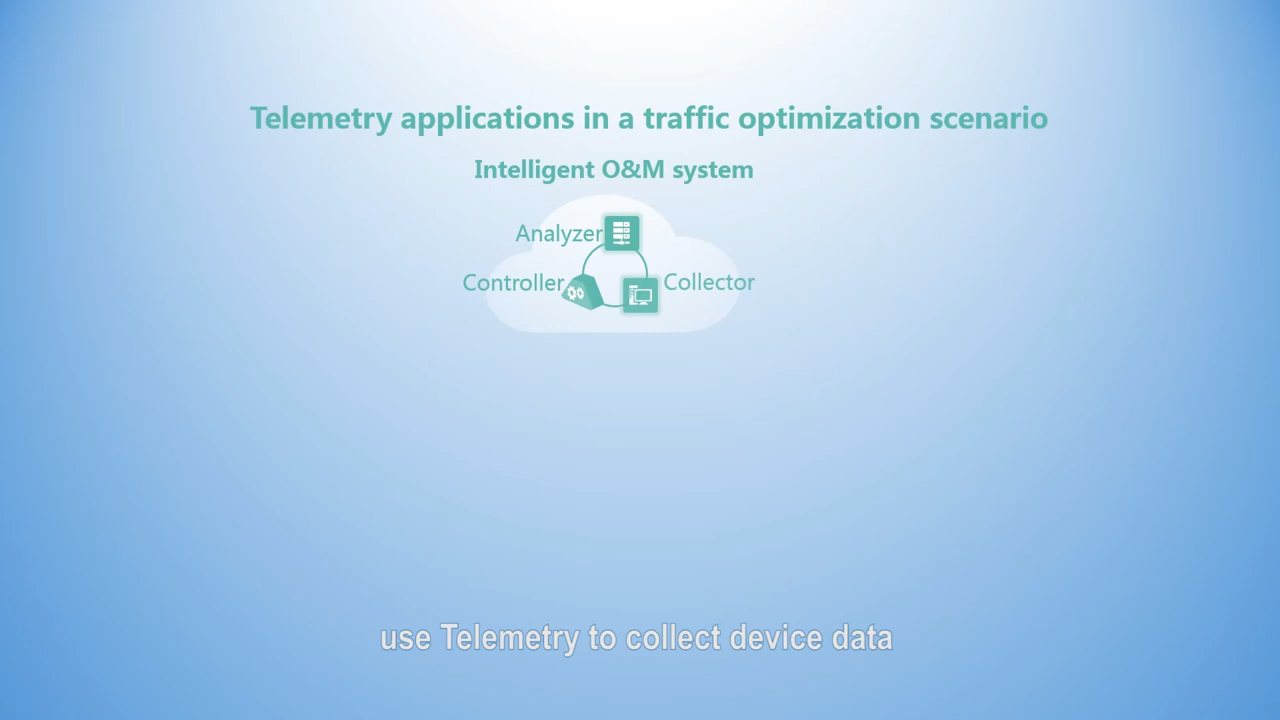 Telemetry applications in a traffic optimization scenario
Intelligent O&M system
Analyzer
Controller
Collector
use Telemetry to collect device data